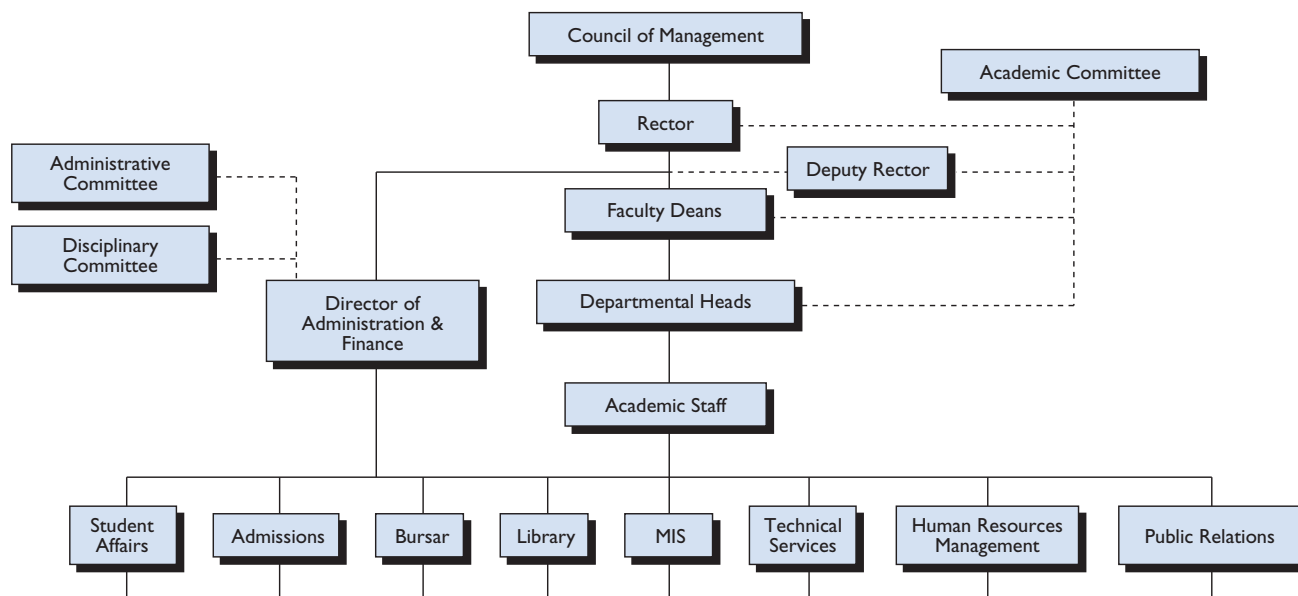 Council of Management
Academic Committee
Rector
Administrative
Committee
Deputy Rector
Faculty Deans
Disciplinary
Committee
Director of
Administration &
Finance
Departmental Heads
Academic Staff
Student
Affairs
Admissions
Bursar
Library
MIS
Technical
Services
Human Resources
Management
Public Relations